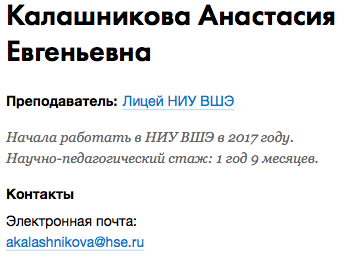 Калашникова Анастасия
Евгеньевна
Преподаватель: Лицей НИУ ВШЭ
Начала работать в НИУ ВШЭ в 2017 году.
Научно-педагогический стаж: 1 год 9 месяцев.
Контакты
Электронная почта:
akalashnikova@hse.ru